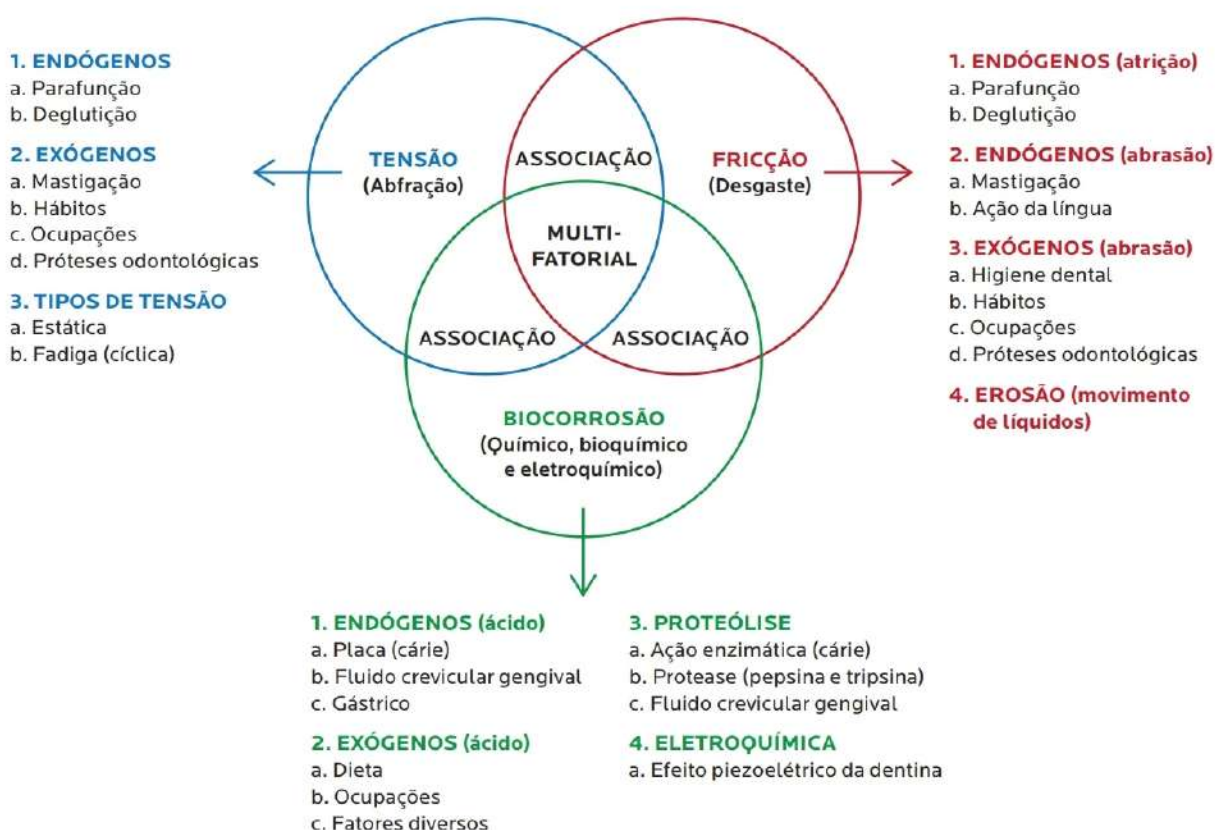 1. ENDÓGENOS
a. Parafunção
b. Deglutição
2. EXÓGENOS
a. Mastigação
b. Hábitos
c. Ocupações
d. Próteses odontológicas
3. TIPOS DE TENSÃO
a. Estática
b. Fadiga (cíclica)
TENSÃO
(Abfração)
ASSOCIAÇÃO
FRICÇÃO
(Desgaste)
MULTI-
FATORIAL
ASSOCIAÇÃO
ASSOCIAÇÃO
BIOCORROSÃO
(Químico, bioquímico
e eletroquímico)
1. ENDÓGENOS (atrição)
a. Parafunção
b. Deglutição
2. ENDÓGENOS (abrasão)
a. Mastigação
b. Ação da língua
3. EXÓGENOS (abrasão)
a. Higiene dental
b. Hábitos
c. Ocupações
d. Próteses odontológicas
4. EROSÃO (movimento
de líquidos)
1. ENDÓGENOS (ácido)
a. Placa (cárie)
b. Fluido crevicular gengival
c. Gástrico
2. EXÓGENOS (ácido)
a. Dieta
b. Ocupações
c. Fatores diversos
3. PROTEÓLISE
a. Ação enzimática (cárie)
b. Protease (pepsina e tripsina)
c. Fluido crevicular gengival
4. ELETROQUÍMICA
a. Efeito piezoelétrico da dentina